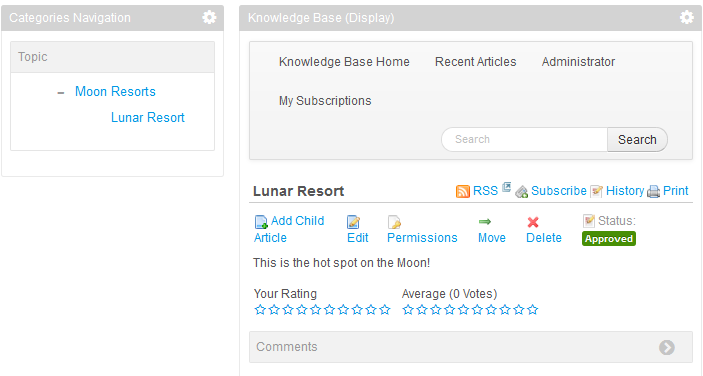 Categories Navigation
Topic
Moon Resorts
Lunar Resort
Knowledge Base (Display)
Knowledge Base Home Recent Articles Administrator
My Subscriptions
Search Search
Lunar Resort RSS Subscribe History Print
Add Child Article Edit Permissions Move Delete Status: Approved
This is the hot spot on the Moon!
Your Rating Average (0 Votes)
Comments